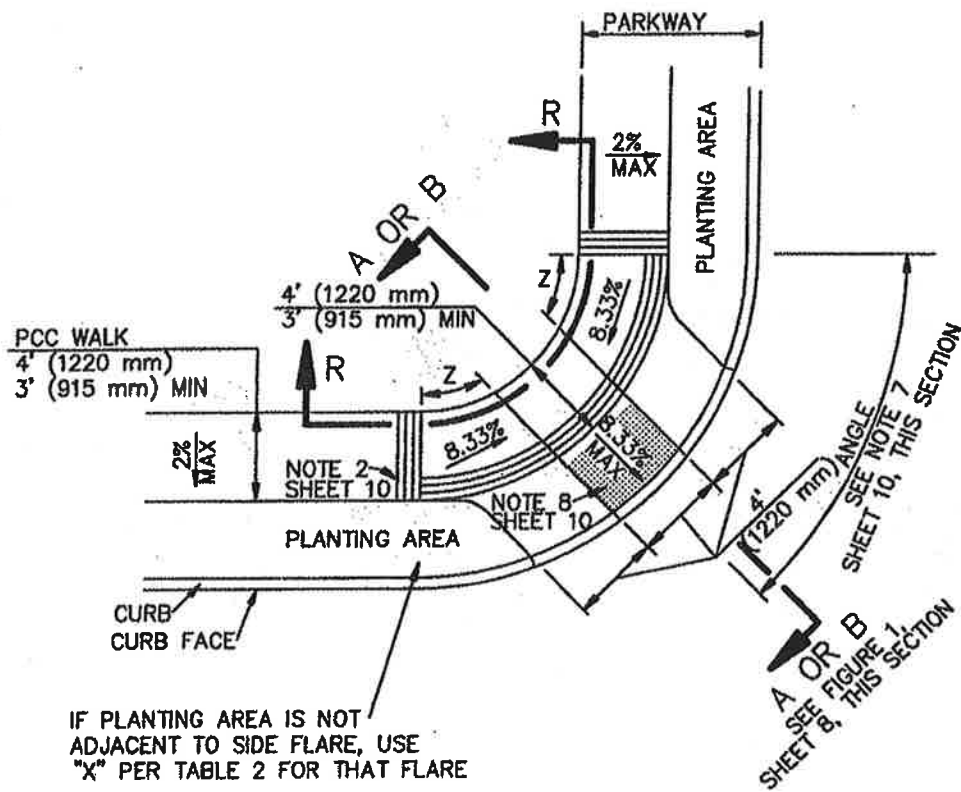 PARKWAY
R
2%
MAX
PLANTING AREA
A OR B
Z
8.33%
4' (1220 mm)
3' (915 mm) MIN
PCC WALK
4' (1220 mm)
3' (915 mm) MIN
R
Z
8.33%
8.33%
MAX
2%
MAX
NOTE 2
SHEET 10
NOTE 8
SHEET 10
4'
(1220 mm)
ANGLE
SEE NOTE 7
SHEET 10, THIS SECTION
PLANTING AREA
CURB
CURB FACE
A OR B
SEE FIGURE 1,
SHEET 8, THIS SECTION
IF PLANTING AREA IS NOT
ADJACENT TO SIDE FLARE, USE
"X" PER TABLE 2 FOR THAT FLARE